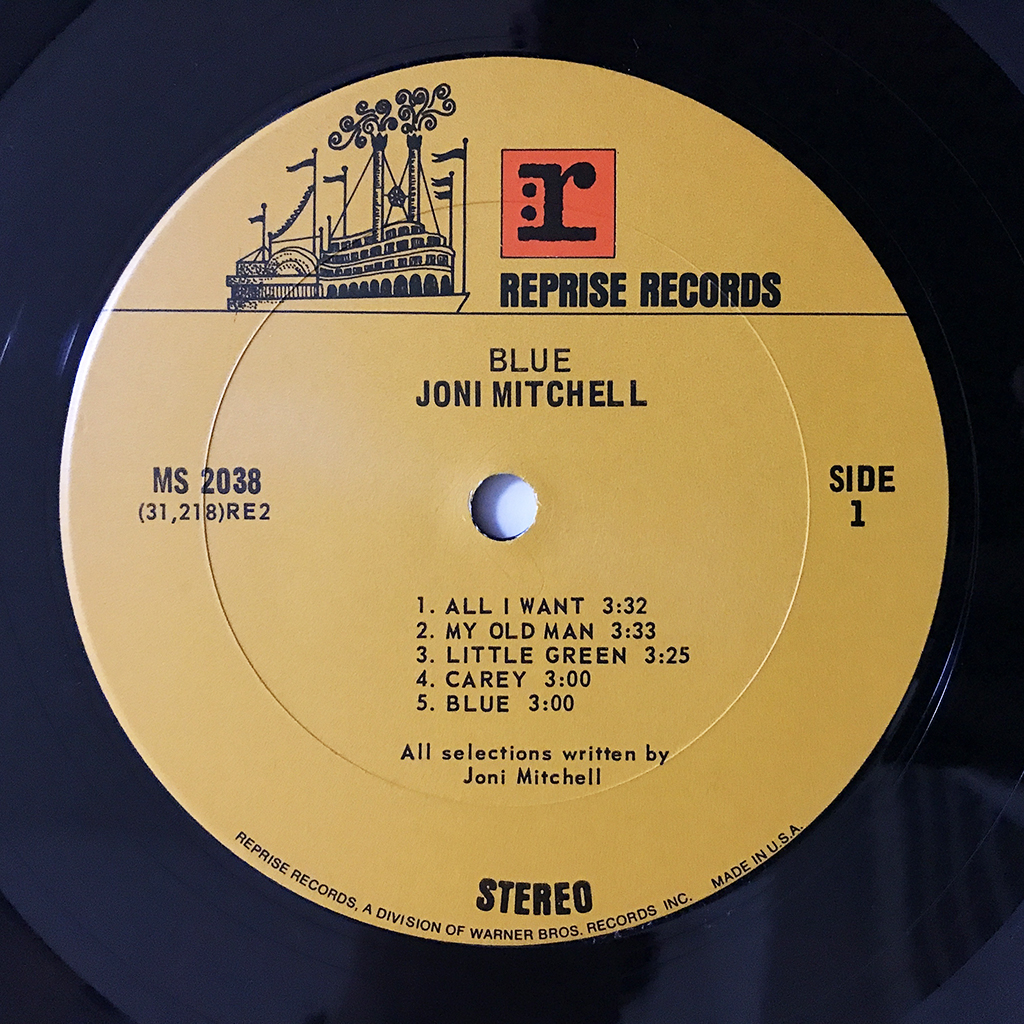 :r
REPRISE RECORDS
BLUE
JONI MITCHELL
MS 2038
(31,218)RE2
SIDE
1
1. ALL I WANT 3:32
2. MY OLD MAN 3:33
3. LITTLE GREEN 3:25
4. CAREY 3:00
5. BLUE 3:00
All selections written by
Joni Mitchell
STEREO
REPRISE RECORDS, A DIVISION OF WARNER BROS. RECORDS INC. MADE IN U.S.A.